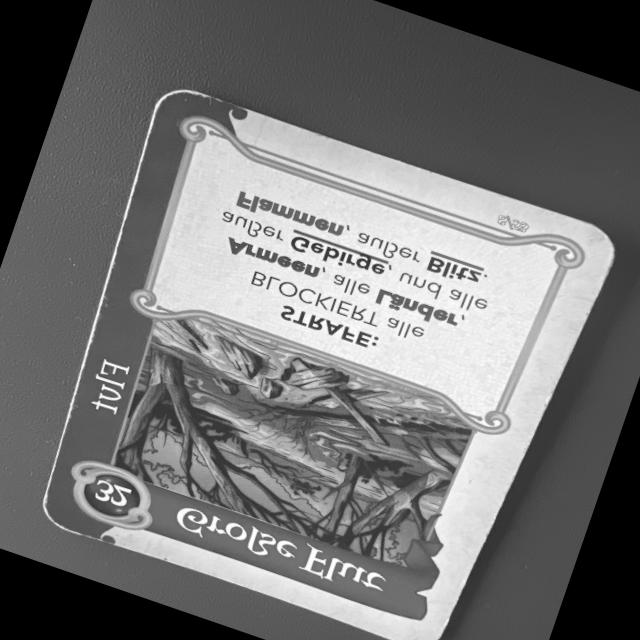 32
Große Flut
Flut
STRAFE:
BLOCKIERT alle
Armeen, alle Länder,
außer Gebirge, und alle
Flammen, außer Blitz.